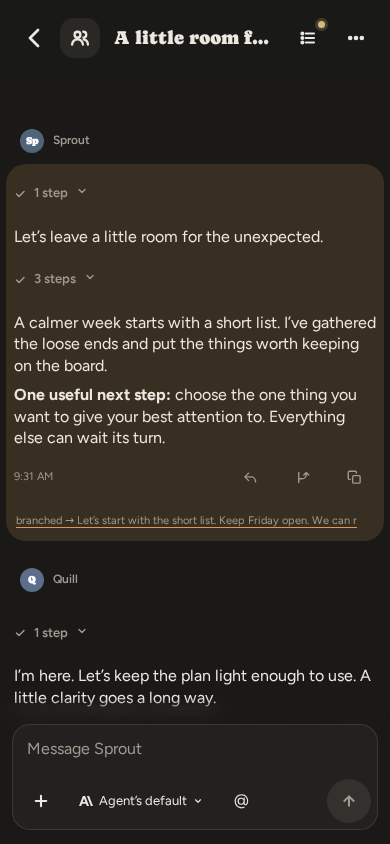 A little room f...
Sp Sprout
1 step
Let's leave a little room for the unexpected.
3 steps
A calmer week starts with a short list. I've gathered
the loose ends and put the things worth keeping
on the board.
One useful next step: choose the one thing you
want to give your best attention to. Everything
else can wait its turn.
9:31 AM
branched → Let's start with the short list. Keep Friday open. We can r
Q Quill
1 step
I'm here. Let's keep the plan light enough to use. A
little clarity goes a long way.
Message Sprout
Agent's default
@